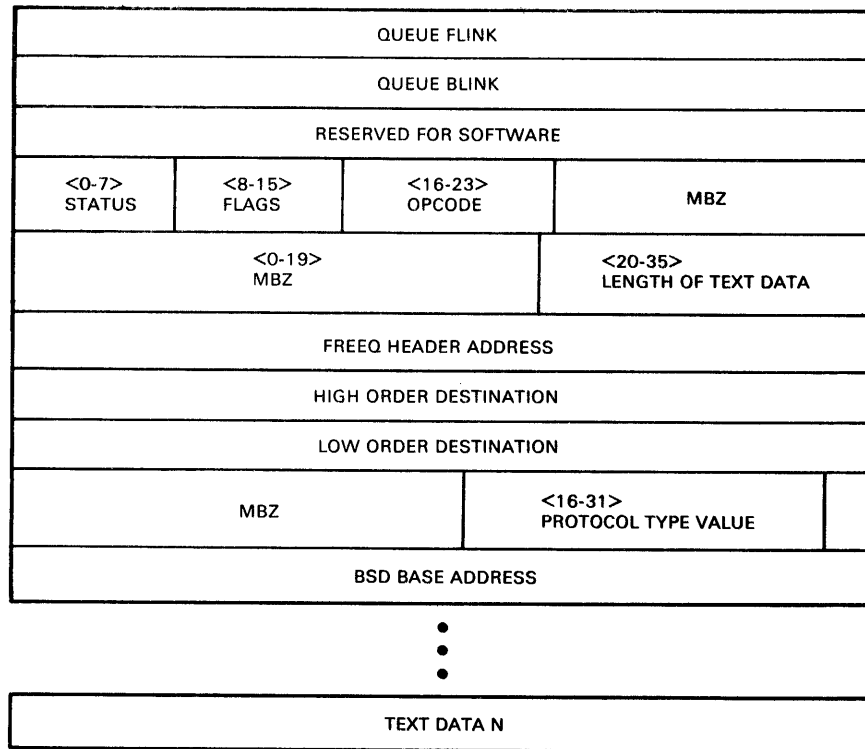 QUEUE FLINK
QUEUE BLINK
RESERVED FOR SOFTWARE
<0-7> <8-15> <16-23>
STATUS FLAGS OPCODE MBZ
<0-19> <20-35>
MBZ LENGTH OF TEXT DATA
FREEQ HEADER ADDRESS
HIGH ORDER DESTINATION
LOW ORDER DESTINATION
MBZ <16-31>
PROTOCOL TYPE VALUE
BSD BASE ADDRESS
TEXT DATA N